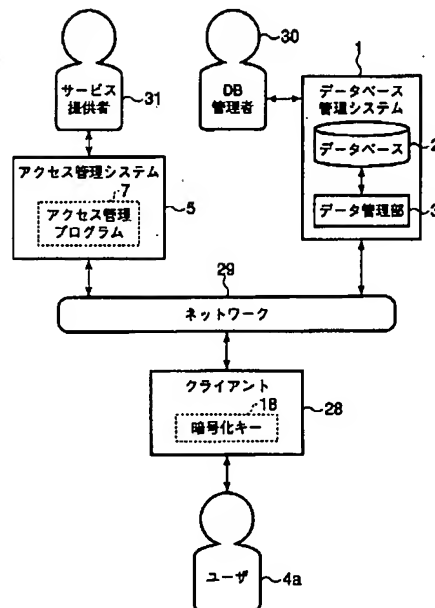 30
サービス
提供者
31
DB
管理者
1
データベース
管理システム
データベース
2
データ管理部
3
アクセス管理システム
7
アクセス管理
プログラム
5
29
ネットワーク
クライアント
18
暗号化キー
28
ユーザ
4a